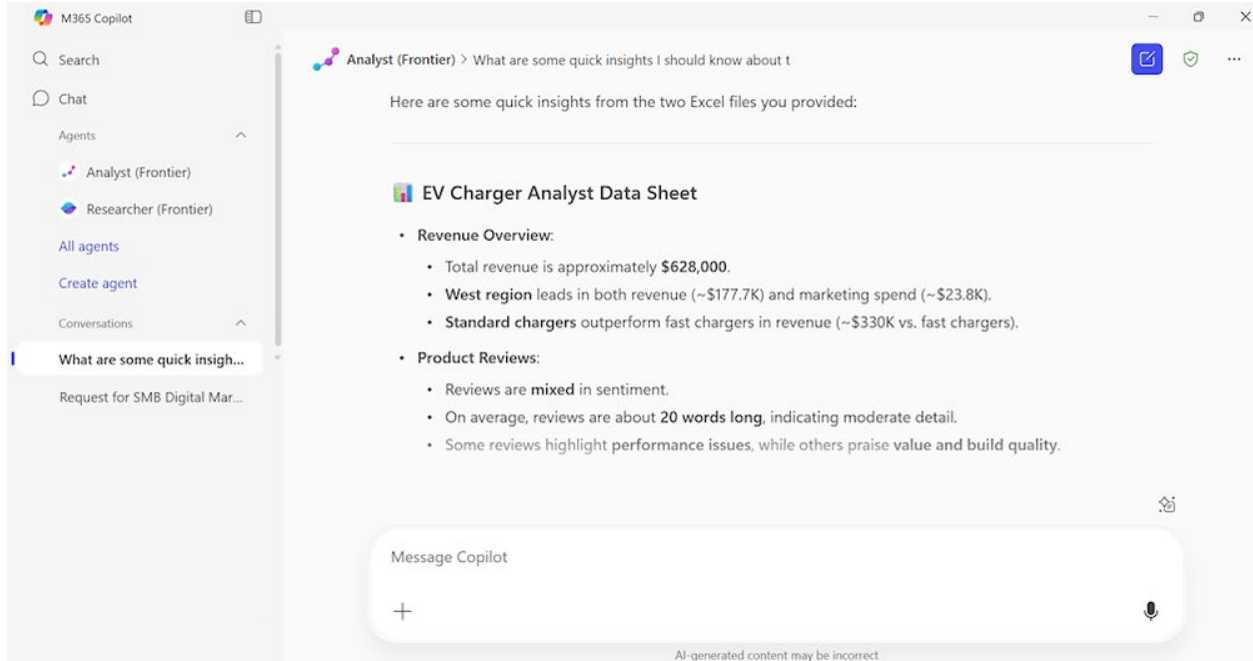 M365 Copilot
Search
Chat
Agents
Analyst (Frontier)
Researcher (Frontier)
All agents
Create agent
Conversations
What are some quick insigh...
Request for SMB Digital Mar...
Analyst (Frontier) > What are some quick insights I should know about t
Here are some quick insights from the two Excel files you provided:
EV Charger Analyst Data Sheet
• Revenue Overview:
• Total revenue is approximately $628,000.
• West region leads in both revenue (~$177.7K) and marketing spend (~$23.8K).
• Standard chargers outperform fast chargers in revenue (~$330K vs. fast chargers).
• Product Reviews:
• Reviews are mixed in sentiment.
• On average, reviews are about 20 words long, indicating moderate detail.
• Some reviews highlight performance issues, while others praise value and build quality.
Message Copilot
AI-generated content may be incorrect